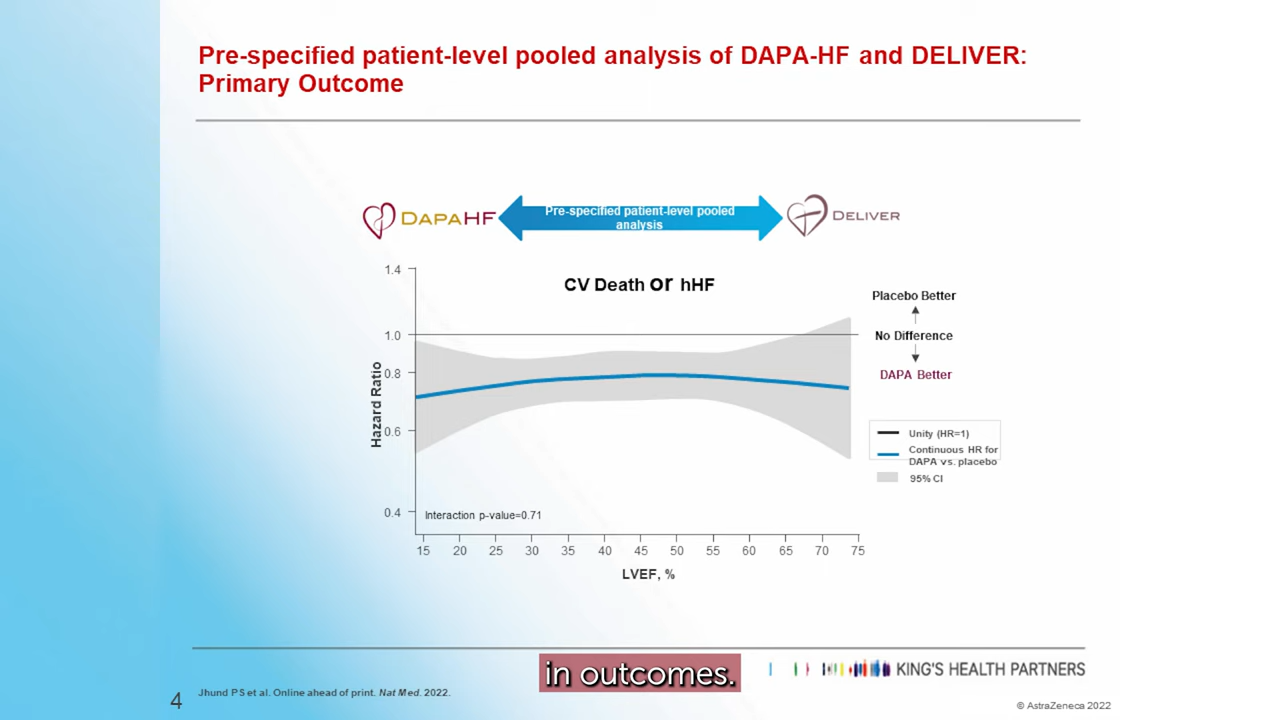 Pre-specified patient-level pooled analysis of DAPA-HF and DELIVER:
Primary Outcome
DAPAHF
Pre-specified patient-level pooled
analysis
DELIVER
CV Death or hHF
1.4
1.0
0.8
0.6
0.4
Hazard Ratio
Placebo Better
No Difference
DAPA Better
Unity (HR=1)
Continuous HR for
DAPA vs. placebo
95% CI
Interaction p-value=0.71
15 20 25 30 35 40 45 50 55 60 65 70 75
LVEF, %
in outcomes.
KING'S HEALTH PARTNERS
4
Jhund PS et al. Online ahead of print. Nat Med. 2022.
© AstraZeneca 2022